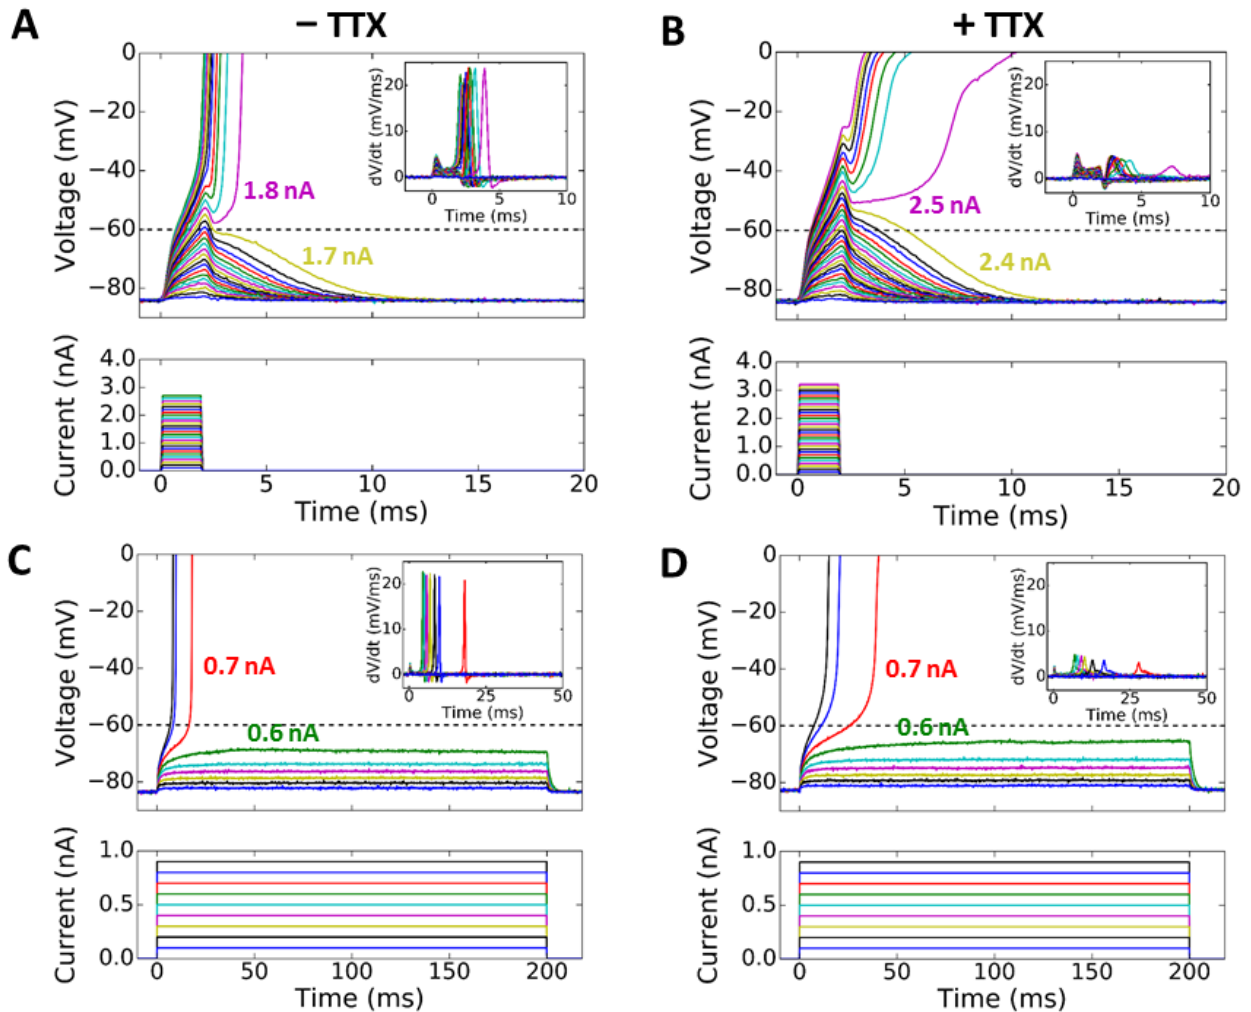 A
− TTX
B
+ TTX
0
−20
−40
−60
−80
Voltage (mV)
1.8 nA
1.7 nA
20
10
0
dV/dt (mV/ms)
0
5
10
Time (ms)
0
−20
−40
−60
−80
Voltage (mV)
2.5 nA
2.4 nA
20
10
0
dV/dt (mV/ms)
0
5
10
Time (ms)
4.0
3.0
2.0
1.0
0.0
Current (nA)
0
5
10
15
20
Time (ms)
4.0
3.0
2.0
1.0
0.0
Current (nA)
0
5
10
15
20
Time (ms)
C
0
−20
−40
−60
−80
Voltage (mV)
0.7 nA
0.6 nA
20
10
0
dV/dt (mV/ms)
0
25
50
Time (ms)
D
0
−20
−40
−60
−80
Voltage (mV)
0.7 nA
0.6 nA
20
10
0
dV/dt (mV/ms)
0
25
50
Time (ms)
1.0
0.5
0.0
Current (nA)
0
50
100
150
200
Time (ms)
1.0
0.5
0.0
Current (nA)
0
50
100
150
200
Time (ms)